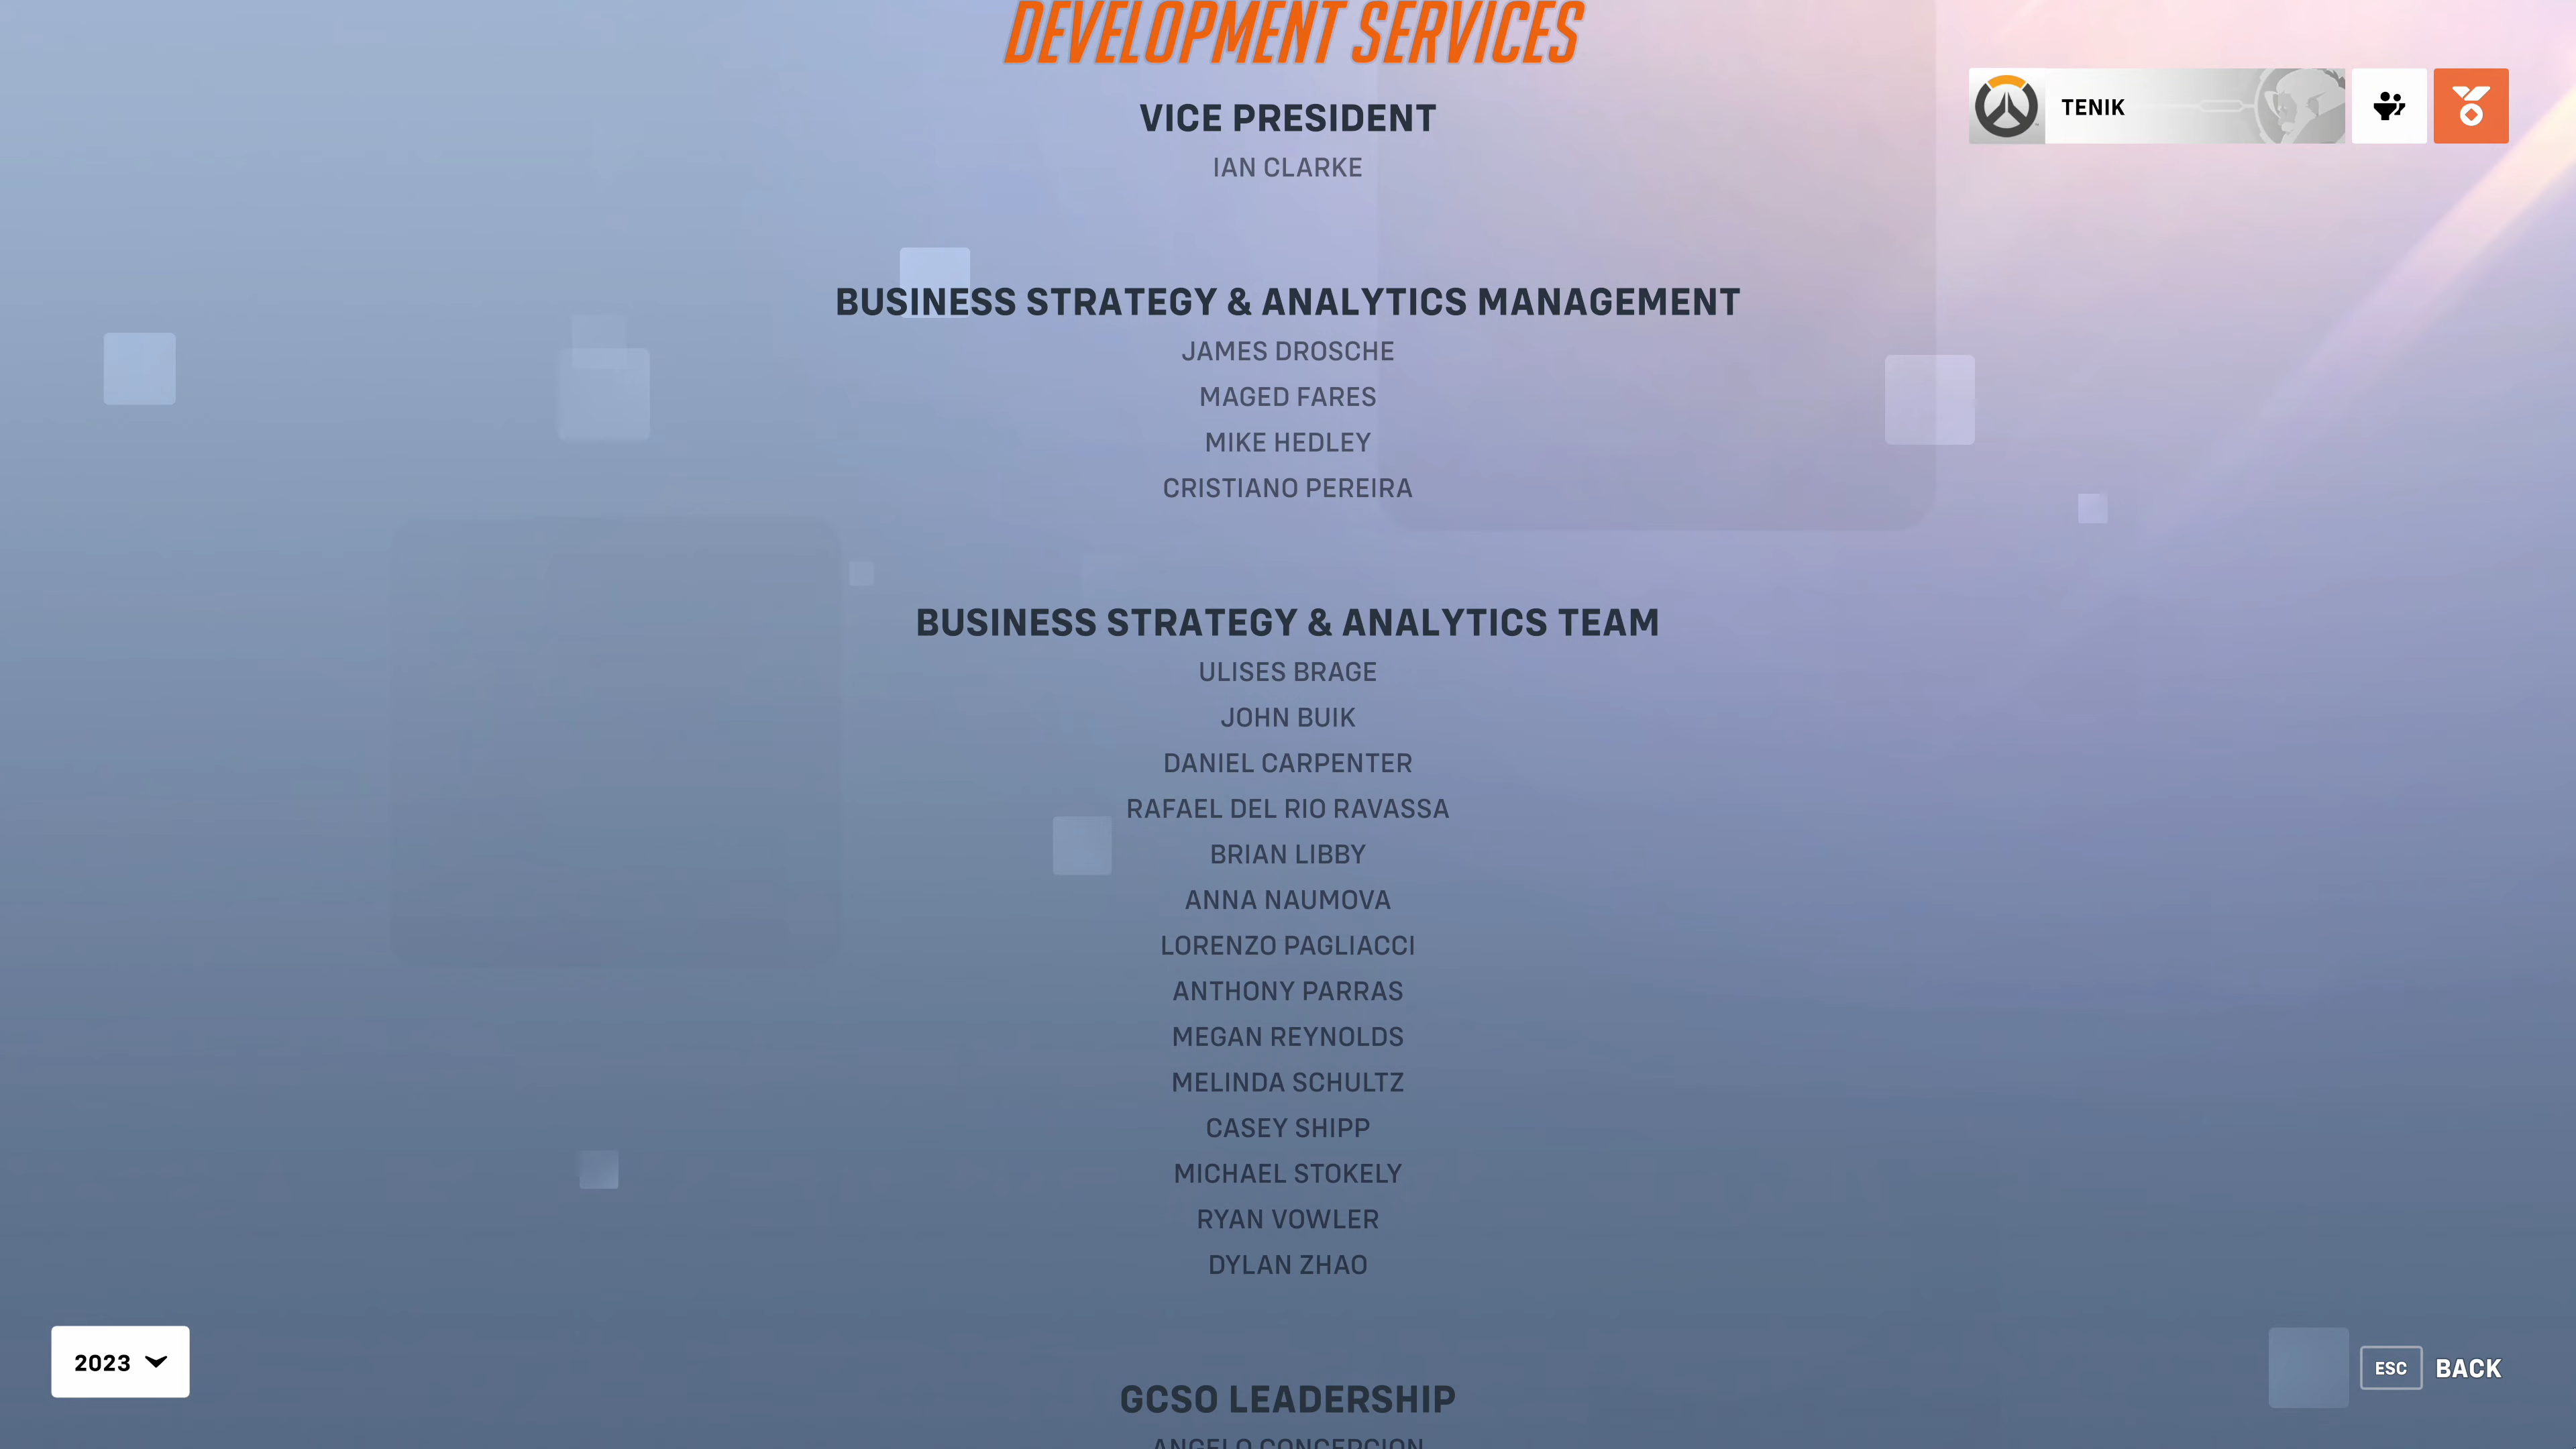 DEVELOPMENT SERVICES
TENIK
VICE PRESIDENT
IAN CLARKE
BUSINESS STRATEGY & ANALYTICS MANAGEMENT
JAMES DROSCHE
MAGED FARES
MIKE HEDLEY
CRISTIANO PEREIRA
BUSINESS STRATEGY & ANALYTICS TEAM
ULISES BRAGE
JOHN BUIK
DANIEL CARPENTER
RAFAEL DEL RIO RAVASSA
BRIAN LIBBY
ANNA NAUMOVA
LORENZO PAGLIACCI
ANTHONY PARRAS
MEGAN REYNOLDS
MELINDA SCHULTZ
CASEY SHIPP
MICHAEL STOKELY
RYAN VOWLER
DYLAN ZHAO
2023
ESC BACK
GCSO LEADERSHIP
ANGELO CONCEPCION